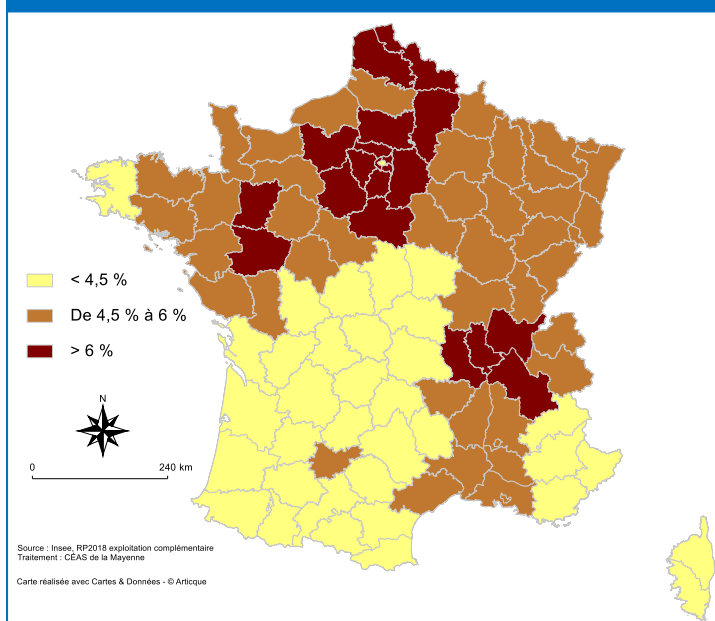 < 4,5 %
De 4,5 % à 6 %
> 6 %
N
0 240 km
Source : Insee, RP2018 exploitation complémentaire
Traitement : CÉAS de la Mayenne
Carte réalisée avec Cartes & Données - © Articque